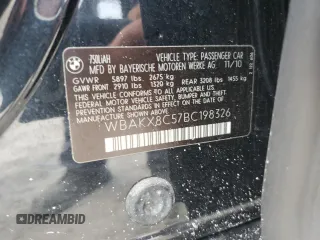 750LIAH
VEHICLE TYPE: PASSENGER CAR
MFD BY BAYERISCHE MOTOREN WERKE AG 11/10
GVWR 5897 lbs 2675 kg
GAWR FRONT 2910 lbs 1320 kg REAR 3208 lbs 1455 kg
THIS VEHICLE CONFORMS TO ALL APPLICABLE
FEDERAL MOTOR VEHICLE SAFETY, BUMPER AND
THEFT PREVENTION STANDARDS
IN EFFECT ON THE DATE OF
MANUFACTURE SHOWN ABOVE
WBAKX8C57BC198326
DREAMBID